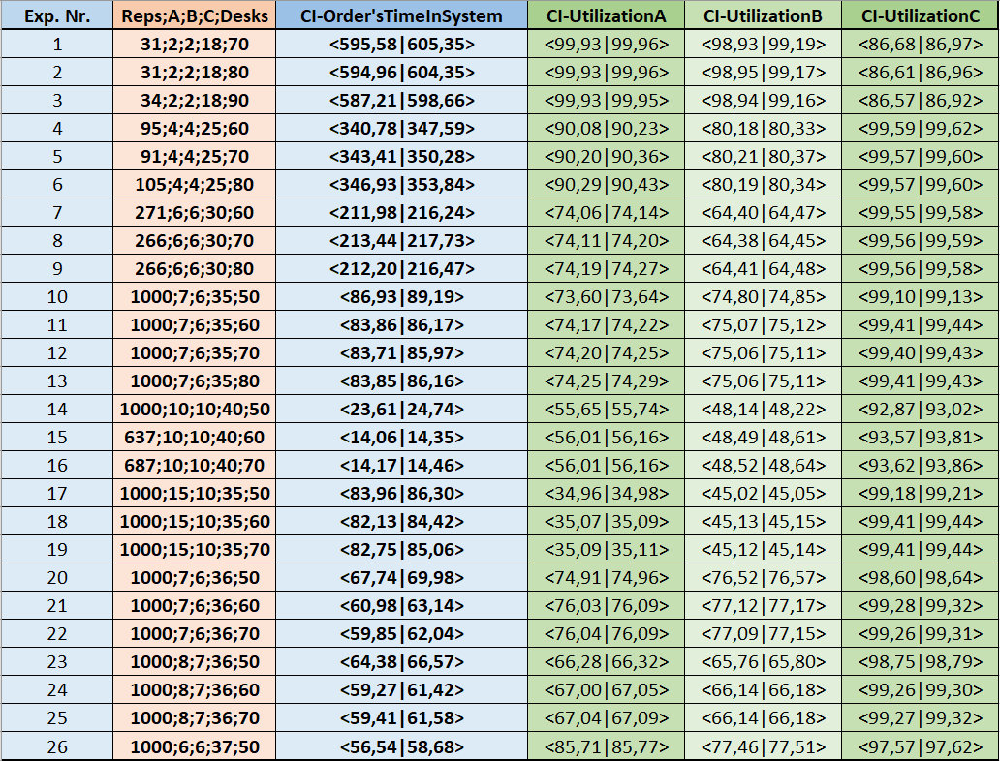 Exp. Nr. Reps;A;B;C;Desks CI-Order'sTimeInSystem CI-UtilizationA CI-UtilizationB CI-UtilizationC
1 31;2;2;18;70 <595,58|605,35> <99,93|99,96> <98,93|99,19> <86,68|86,97>
2 31;2;2;18;80 <594,96|604,35> <99,93|99,96> <98,95|99,17> <86,61|86,96>
3 34;2;2;18;90 <587,21|598,66> <99,93|99,95> <98,94|99,16> <86,57|86,92>
4 95;4;4;25;60 <340,78|347,59> <90,08|90,23> <80,18|80,33> <99,59|99,62>
5 91;4;4;25;70 <343,41|350,28> <90,20|90,36> <80,21|80,37> <99,57|99,60>
6 105;4;4;25;80 <346,93|353,84> <90,29|90,43> <80,19|80,34> <99,57|99,60>
7 271;6;6;30;60 <211,98|216,24> <74,06|74,14> <64,40|64,47> <99,55|99,58>
8 266;6;6;30;70 <213,44|217,73> <74,11|74,20> <64,38|64,45> <99,56|99,59>
9 266;6;6;30;80 <212,20|216,47> <74,19|74,27> <64,41|64,48> <99,56|99,58>
10 1000;7;6;35;50 <86,93|89,19> <73,60|73,64> <74,80|74,85> <99,10|99,13>
11 1000;7;6;35;60 <83,86|86,17> <74,17|74,22> <75,07|75,12> <99,41|99,44>
12 1000;7;6;35;70 <83,71|85,97> <74,20|74,25> <75,06|75,11> <99,40|99,43>
13 1000;7;6;35;80 <83,85|86,16> <74,25|74,29> <75,06|75,11> <99,41|99,43>
14 1000;10;10;40;50 <23,61|24,74> <55,65|55,74> <48,14|48,22> <92,87|93,02>
15 637;10;10;40;60 <14,06|14,35> <56,01|56,16> <48,49|48,61> <93,57|93,81>
16 687;10;10;40;70 <14,17|14,46> <56,01|56,16> <48,52|48,64> <93,62|93,86>
17 1000;15;10;35;50 <83,96|86,30> <34,96|34,98> <45,02|45,05> <99,18|99,21>
18 1000;15;10;35;60 <82,13|84,42> <35,07|35,09> <45,13|45,15> <99,41|99,44>
19 1000;15;10;35;70 <82,75|85,06> <35,09|35,11> <45,12|45,14> <99,41|99,44>
20 1000;7;6;36;50 <67,74|69,98> <74,91|74,96> <76,52|76,57> <98,60|98,64>
21 1000;7;6;36;60 <60,98|63,14> <76,03|76,09> <77,12|77,17> <99,28|99,32>
22 1000;7;6;36;70 <59,85|62,04> <76,04|76,09> <77,09|77,15> <99,26|99,31>
23 1000;8;7;36;50 <64,38|66,57> <66,28|66,32> <65,76|65,80> <98,75|98,79>
24 1000;8;7;36;60 <59,27|61,42> <67,00|67,05> <66,14|66,18> <99,26|99,30>
25 1000;8;7;36;70 <59,41|61,58> <67,04|67,09> <66,14|66,18> <99,27|99,32>
26 1000;6;6;37;50 <56,54|58,68> <85,71|85,77> <77,46|77,51> <97,57|97,62>